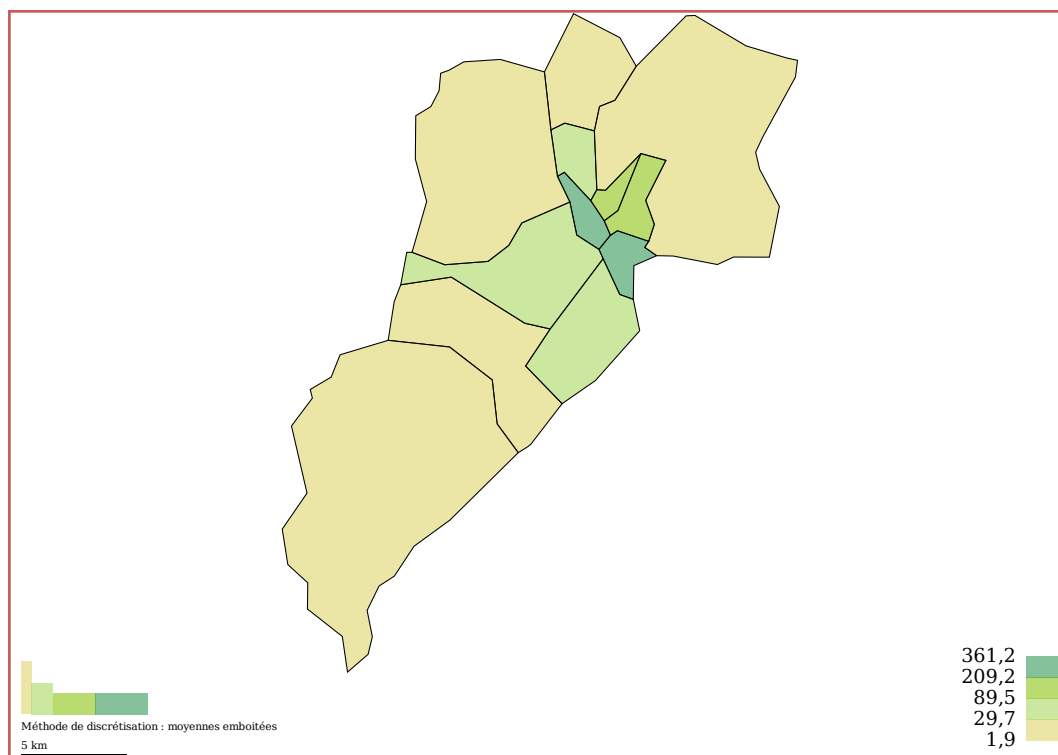 361,2
209,2
89,5
29,7
1,9
Méthode de discrétisation : moyennes emboitées
5 km